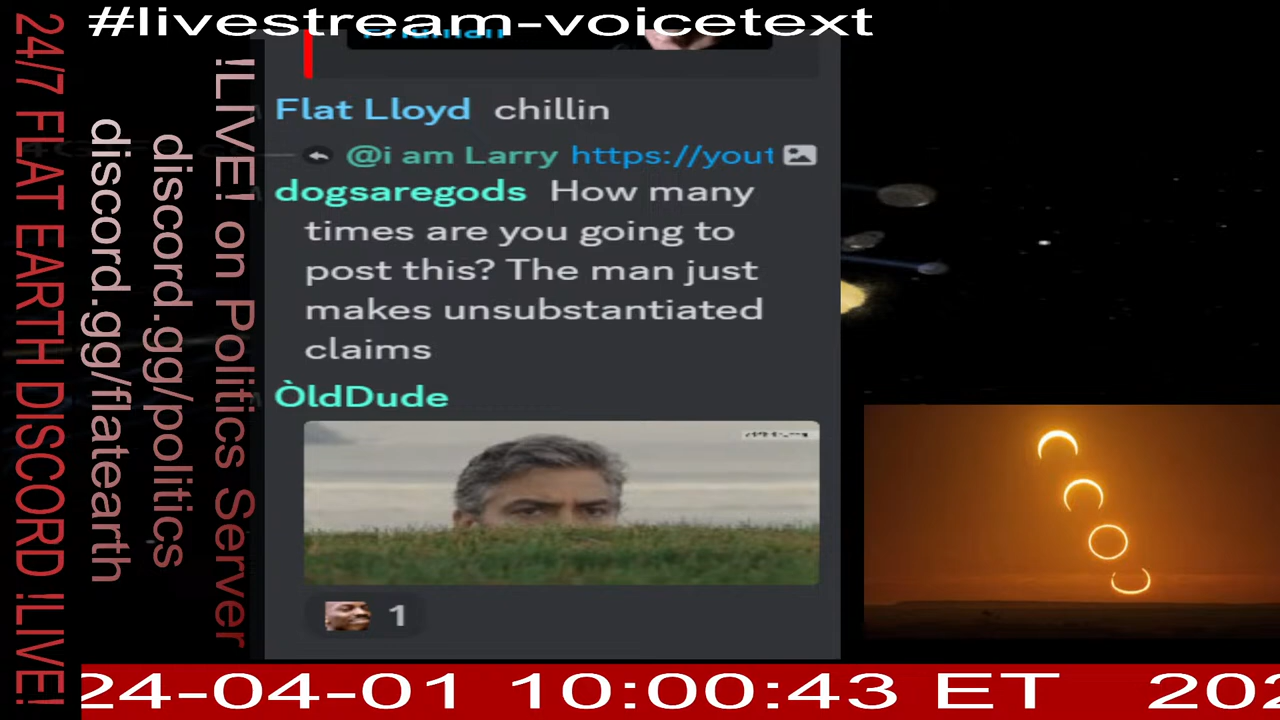 #livestream-voicetext
24/7 FLAT EARTH DISCORD !LIVE!
discord.gg/flatearth
discord.gg/politics
!LIVE! on Politics Server
Flat Lloyd chillin
@i am Larry https://yout
dogsaregods How many
times are you going to
post this? The man just
makes unsubstantiated
claims
ÒldDude
1
24-04-01 10:00:43 ET 202